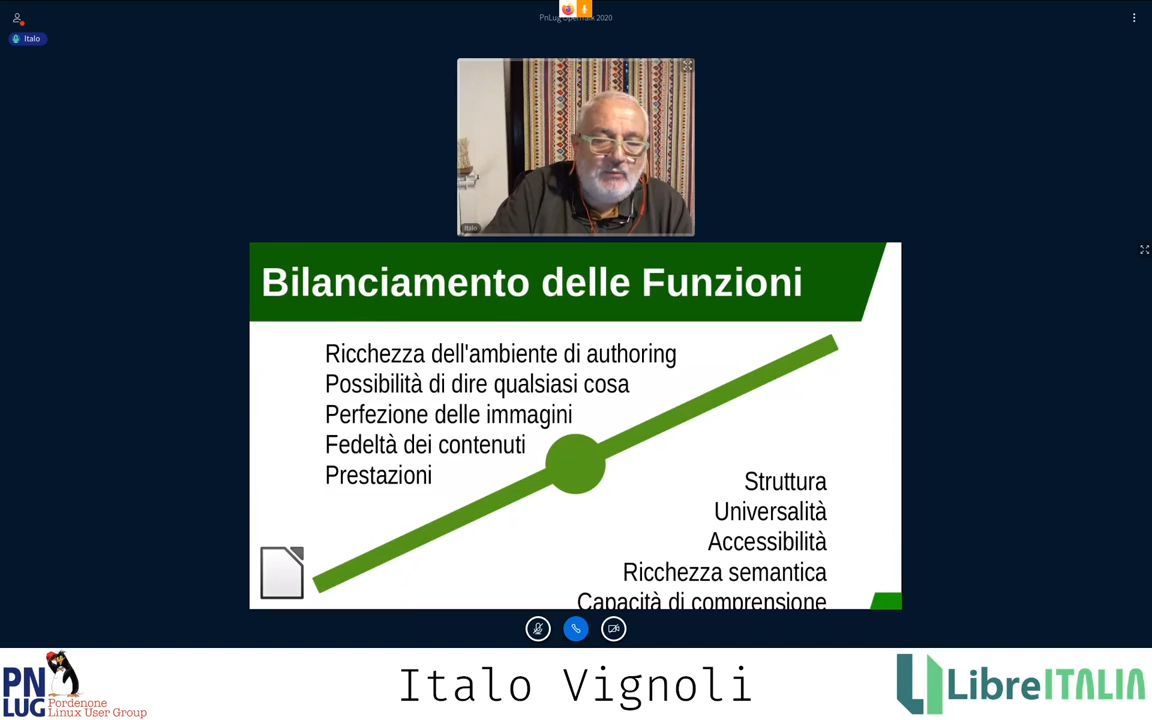 PnLug OpenTalk 2020
Italo
Italo
Bilanciamento delle Funzioni
Ricchezza dell'ambiente di authoring
Possibilità di dire qualsiasi cosa
Perfezione delle immagini
Fedeltà dei contenuti
Prestazioni
Struttura
Universalità
Accessibilità
Ricchezza semantica
Capacità di comprensione
PN
LUG
Pordenone
Linux User Group
Italo Vignoli
LibreITALIA